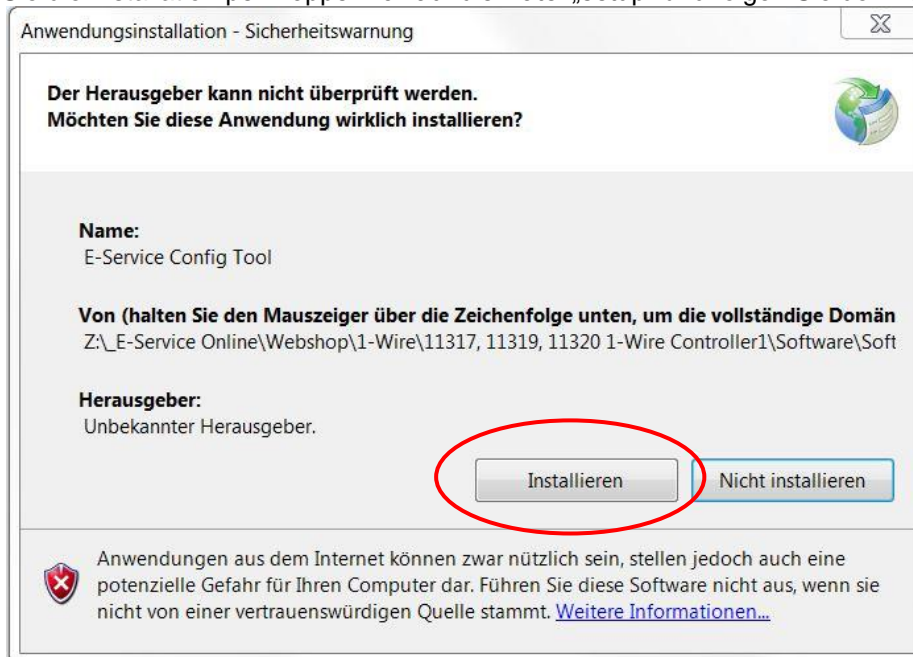 Anwendungsinstallation - Sicherheitswarnung
Der Herausgeber kann nicht überprüft werden.
Möchten Sie diese Anwendung wirklich installieren?
Name:
E-Service Config Tool
Von (halten Sie den Mauszeiger über die Zeichenfolge unten, um die vollständige Domän
Z:\_E-Service Online\Webshop\1-Wire\11317, 11319, 11320 1-Wire Controller1\Software\Soft
Herausgeber:
Unbekannter Herausgeber.
Installieren
Nicht installieren
Anwendungen aus dem Internet können zwar nützlich sein, stellen jedoch auch eine
potenzielle Gefahr für Ihren Computer dar. Führen Sie diese Software nicht aus, wenn sie
nicht von einer vertrauenswürdigen Quelle stammt. Weitere Informationen...